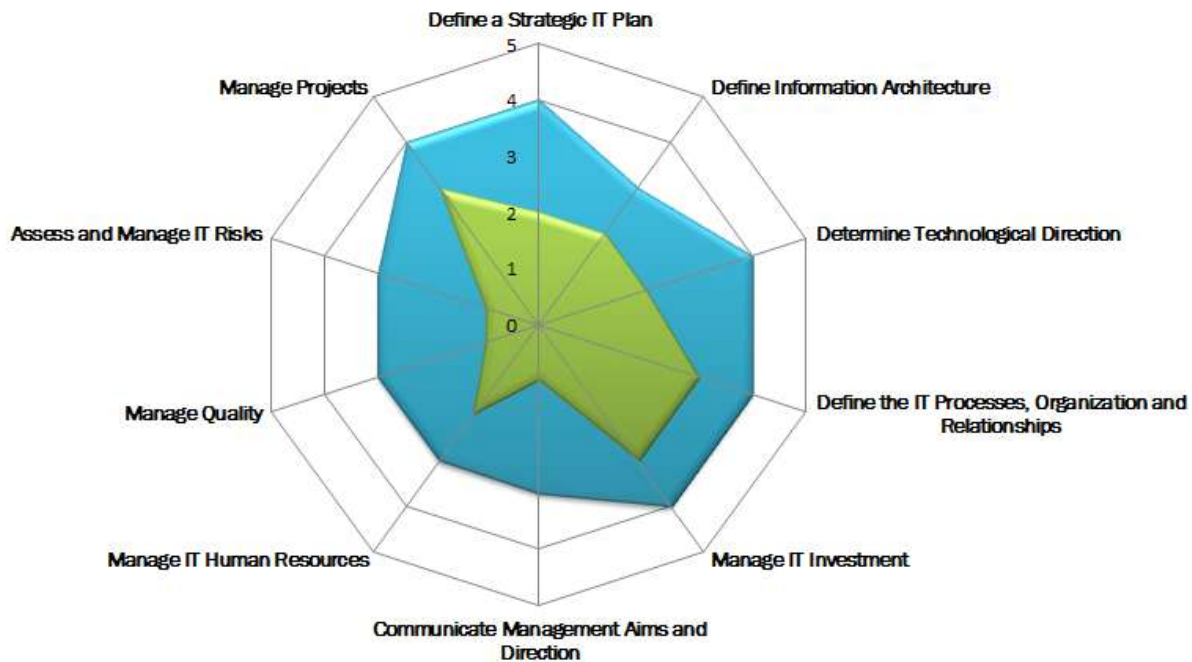 Define a Strategic IT Plan
5
Manage Projects
Define Information Architecture
4
3
Assess and Manage IT Risks
2
Determine Technological Direction
1
0
Manage Quality
Define the IT Processes, Organization and
Relationships
Manage IT Human Resources
Manage IT Investment
Communicate Management Aims and
Direction